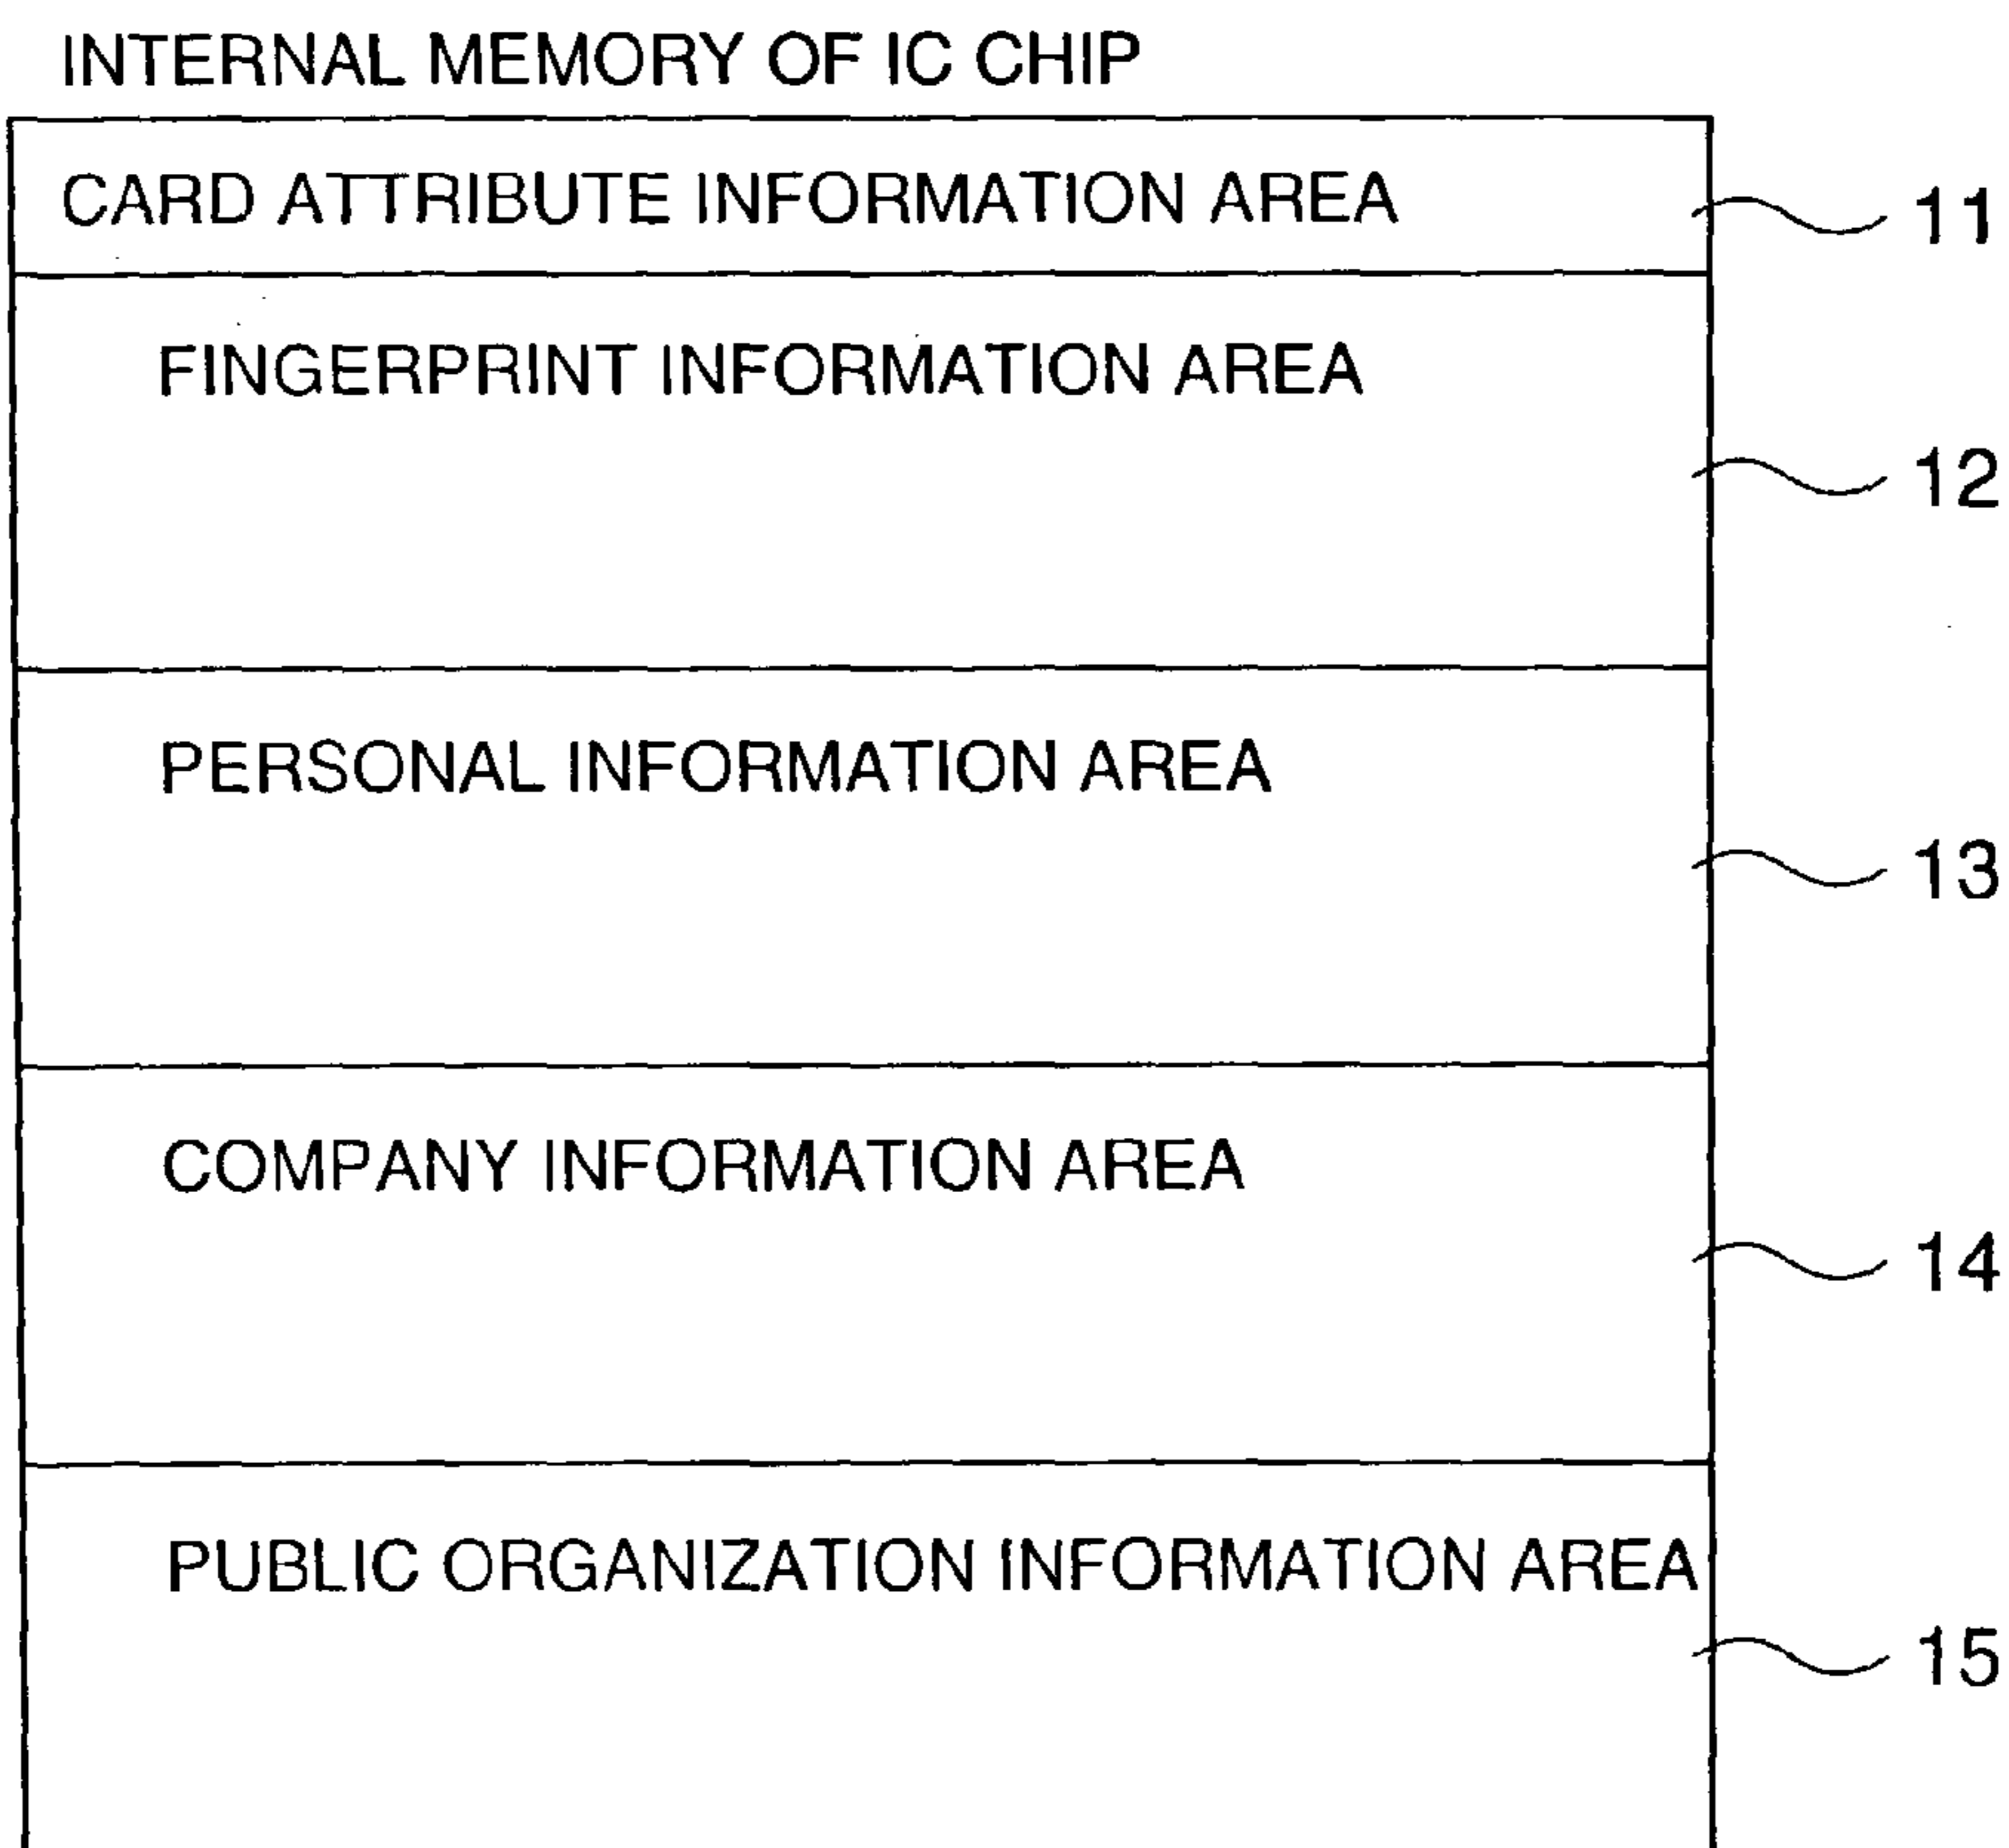 INTERNAL MEMORY OF IC CHIP
CARD ATTRIBUTE INFORMATION AREA
11
FINGERPRINT INFORMATION AREA
12
PERSONAL INFORMATION AREA
13
COMPANY INFORMATION AREA
14
PUBLIC ORGANIZATION INFORMATION AREA
15